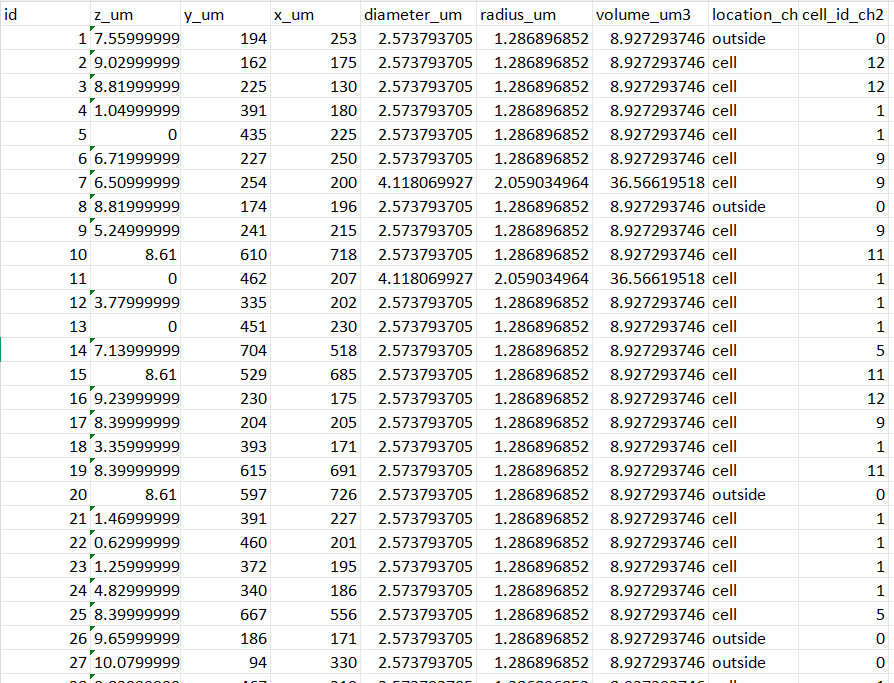 id z_um y_um x_um diameter_um radius_um volume_um3 location_ch cell_id_ch2
1 7.55999999 194 253 2.573793705 1.286896852 8.927293746 outside 0
2 9.02999999 162 175 2.573793705 1.286896852 8.927293746 cell 12
3 8.81999999 225 130 2.573793705 1.286896852 8.927293746 cell 12
4 1.04999999 391 180 2.573793705 1.286896852 8.927293746 cell 1
5 0 435 225 2.573793705 1.286896852 8.927293746 cell 1
6 6.71999999 227 250 2.573793705 1.286896852 8.927293746 cell 9
7 6.50999999 254 200 4.118069927 2.059034964 36.56619518 cell 9
8 8.81999999 174 196 2.573793705 1.286896852 8.927293746 outside 0
9 5.24999999 241 215 2.573793705 1.286896852 8.927293746 cell 9
10 8.61 610 718 2.573793705 1.286896852 8.927293746 cell 11
11 0 462 207 4.118069927 2.059034964 36.56619518 cell 1
12 3.77999999 335 202 2.573793705 1.286896852 8.927293746 cell 1
13 0 451 230 2.573793705 1.286896852 8.927293746 cell 1
14 7.13999999 704 518 2.573793705 1.286896852 8.927293746 cell 5
15 8.61 529 685 2.573793705 1.286896852 8.927293746 cell 11
16 9.23999999 230 175 2.573793705 1.286896852 8.927293746 cell 12
17 8.39999999 204 205 2.573793705 1.286896852 8.927293746 cell 9
18 3.35999999 393 171 2.573793705 1.286896852 8.927293746 cell 1
19 8.39999999 615 691 2.573793705 1.286896852 8.927293746 cell 11
20 8.61 597 726 2.573793705 1.286896852 8.927293746 outside 0
21 1.46999999 391 227 2.573793705 1.286896852 8.927293746 cell 1
22 0.62999999 460 201 2.573793705 1.286896852 8.927293746 cell 1
23 1.25999999 372 195 2.573793705 1.286896852 8.927293746 cell 1
24 4.82999999 340 186 2.573793705 1.286896852 8.927293746 cell 1
25 8.39999999 667 556 2.573793705 1.286896852 8.927293746 cell 5
26 9.65999999 186 171 2.573793705 1.286896852 8.927293746 outside 0
27 10.0799999 94 330 2.573793705 1.286896852 8.927293746 outside 0